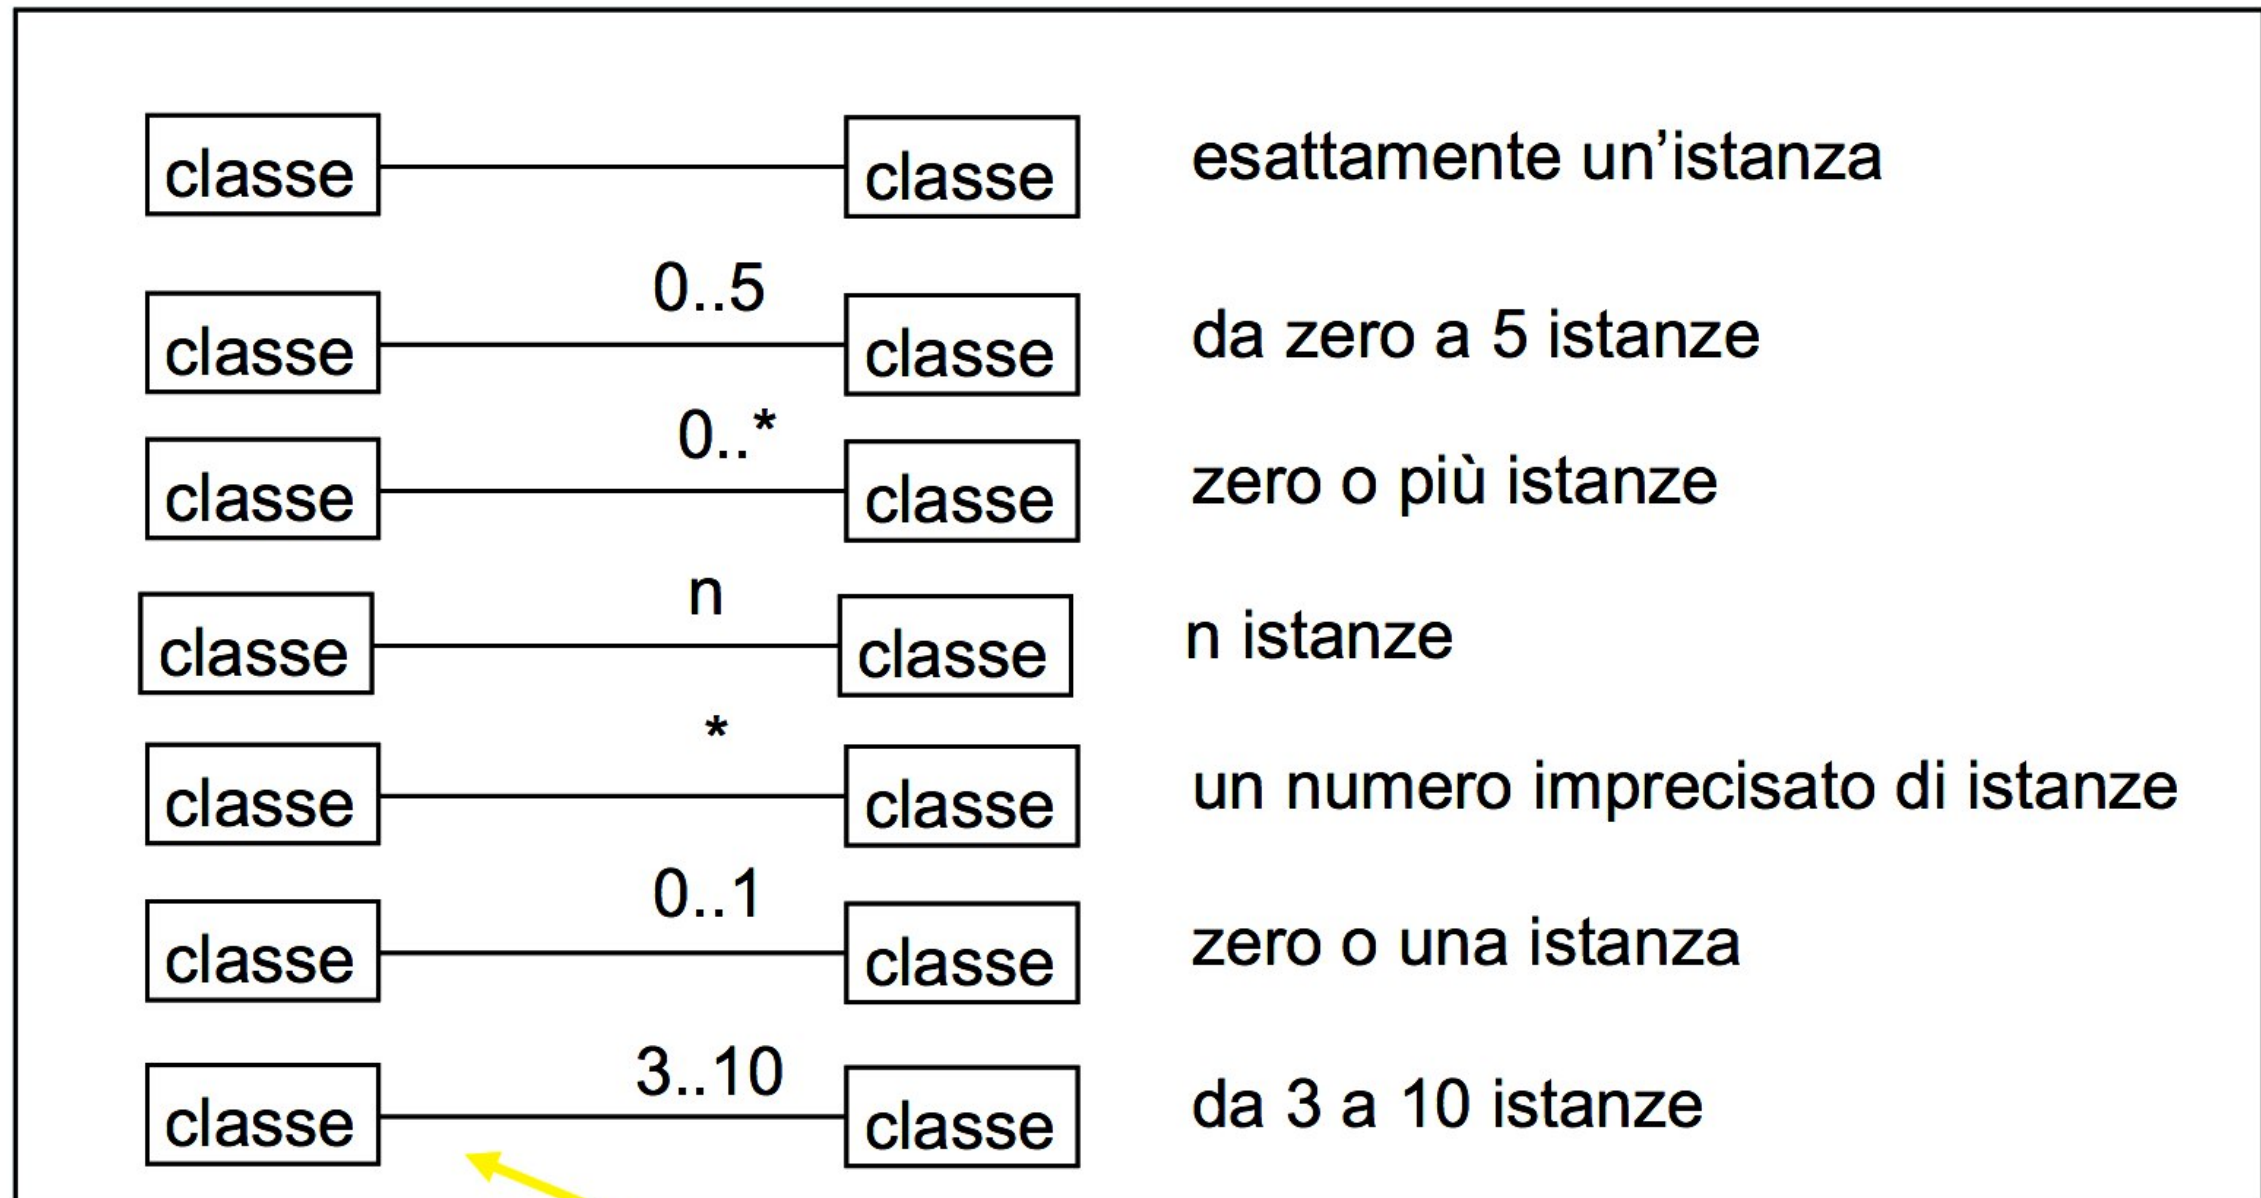 classe classe esattamente un’istanza
0..5
classe classe da zero a 5 istanze
0..*
classe classe zero o più istanze
n
classe classe n istanze
*
classe classe un numero imprecisato di istanze
0..1
classe classe zero o una istanza
3..10
classe classe da 3 a 10 istanze